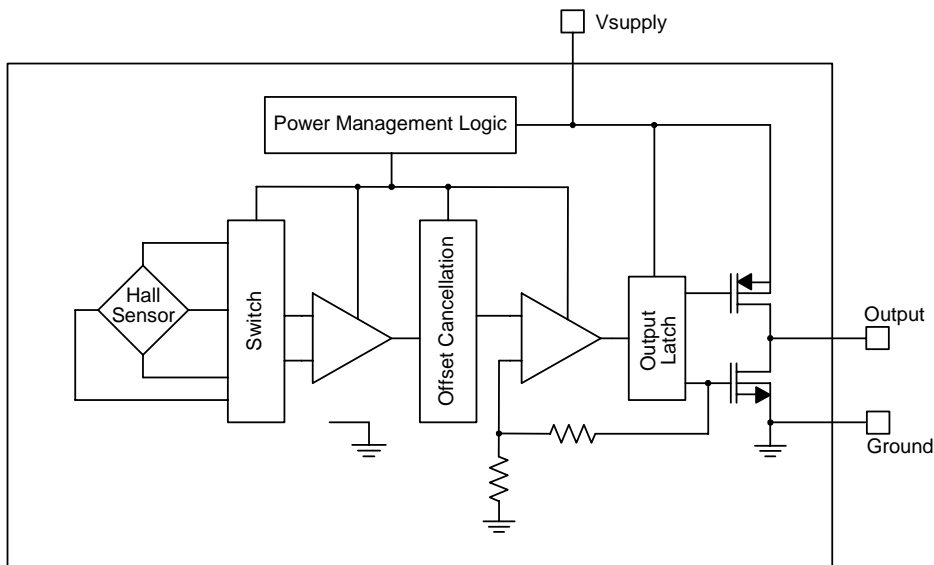 Vsupply
Power Management Logic
Hall
Sensor
Switch
Offset Cancellation
Output
Latch
Output
Ground